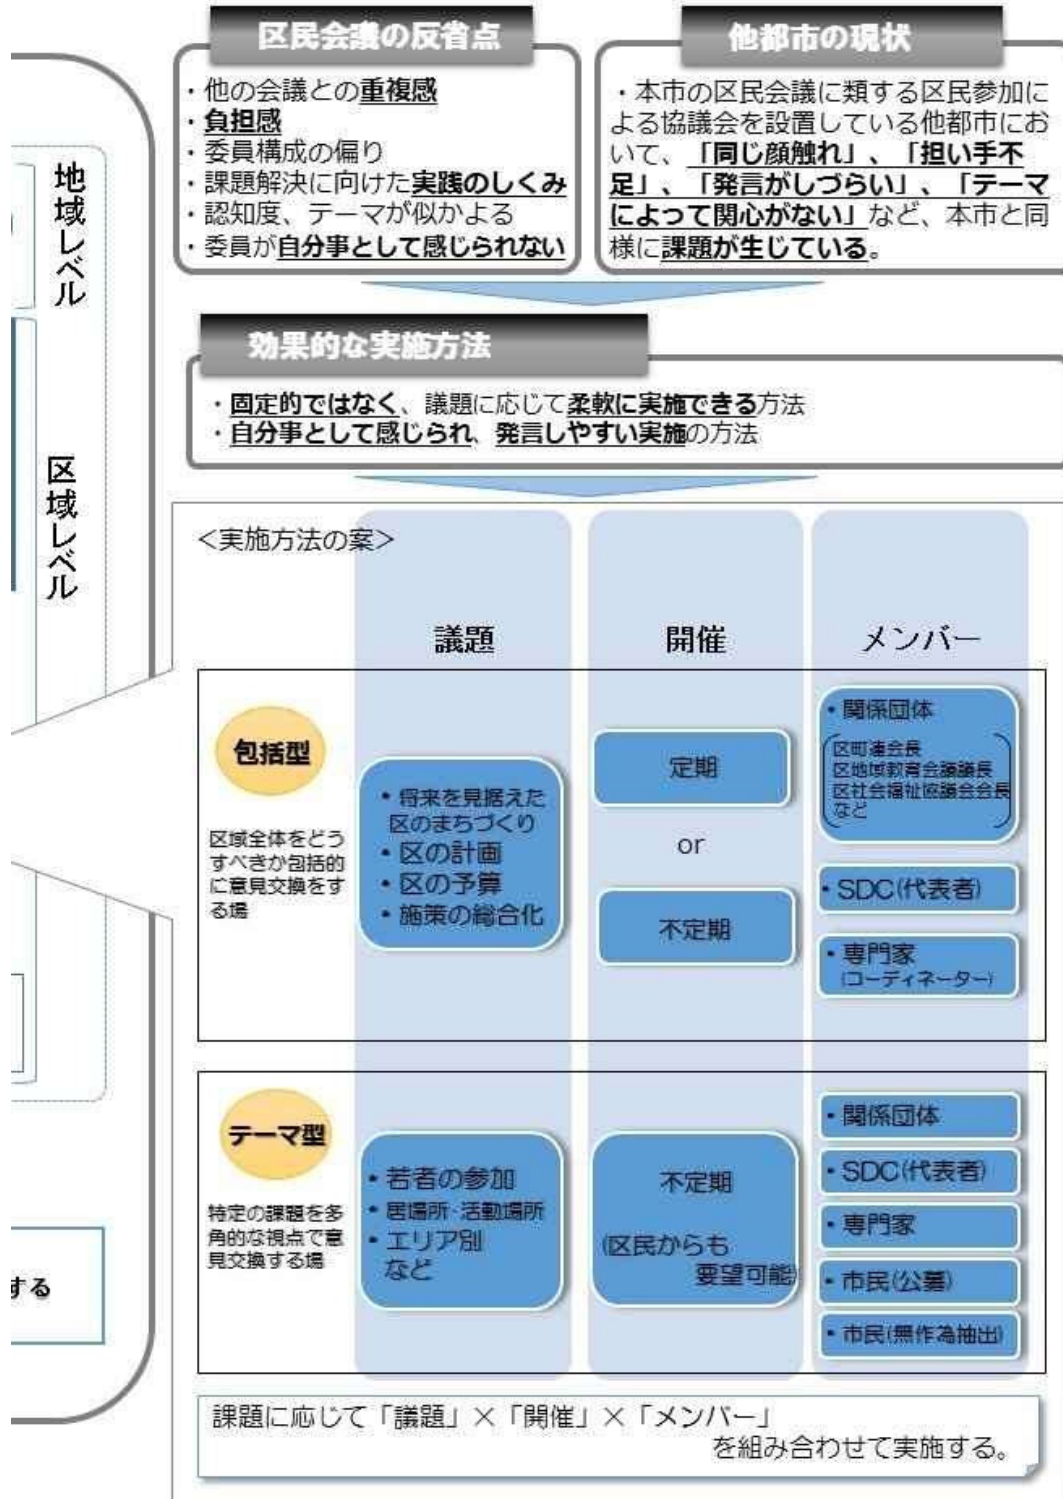 区民会議の反省点
・他の会議との重複感
・負担感
・委員構成の偏り
・課題解決に向けた実践のしくみ
・認知度、テーマが似かよる
・委員が自分事として感じられない
他都市の現状
・本市の区民会議に類する区民参加に
よる協議会を設置している他都市にお
いて、「同じ顔触れ」、「担い手不
足」、「発言がしづらい」、「テーマ
によって関心がない」など、本市と同
様に課題が生じている。
地域レベル
区域レベル
する
効果的な実施方法
・固定的ではなく、議題に応じて柔軟に実施できる方法
・自分事として感じられ、発言しやすい実施の方法
＜実施方法の案＞
議題
開催
メンバー
包括型
区域全体をどう
すべきか包括的
に意見交換をす
る場
・将来を見据えた
区のまちづくり
・区の計画
・区の予算
・施策の総合化
定期
or
不定期
・関係団体
区町連会長
区地域教育会議議長
区社会福祉協議会会長
など
・SDC(代表者)
・専門家
(コーディネーター)
テーマ型
特定の課題を多
角的な視点で意
見交換する場
・若者の参加
・居場所・活動場所
・エリア別
など
不定期
(区民からも
要望可能)
・関係団体
・SDC(代表者)
・専門家
・市民(公募)
・市民(無作為抽出)
課題に応じて「議題」×「開催」×「メンバー」
を組み合わせて実施する。